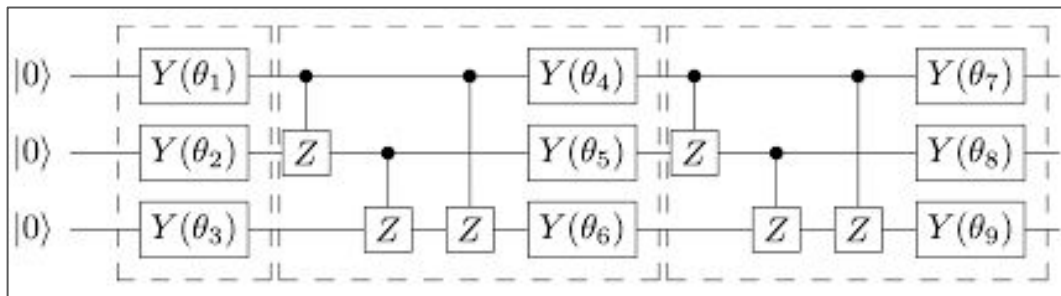 |0⟩ Y(θ₁) Y(θ₄) Y(θ₇)
|0⟩ Y(θ₂) Z Y(θ₅) Z Y(θ₈)
|0⟩ Y(θ₃) Z Z Y(θ₆) Z Z Y(θ₉)